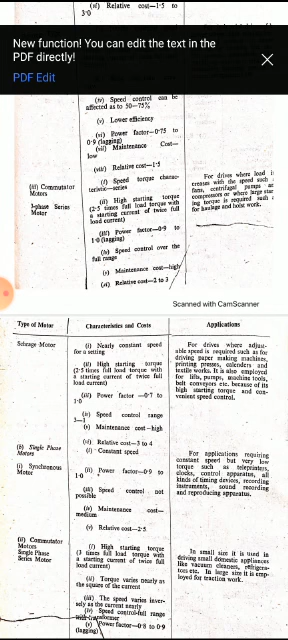 (vi) Relative cost—1·5 to
3·0
New function! You can edit the text in the
PDF directly!
PDF Edit
(iv) Speed control can be
affected as to 50—75%
(v) Lower efficiency
(vi) Power factor—0·75 to
0·9 (lagging)
(vii) Maintenance Cost—
low
(viii) Relative cost—1·5
(iii) Commutator
Motors
3-phase Series
Motor
(i) Speed torque charac-
teristic—series
(ii) High starting torque
(2·5 times full load torque with
a starting current of twice full
load current)
(iii) Power factor—0·9 to
1·0 (lagging)
(iv) Speed control over the
full range
(v) Maintenance cost—high
(vi) Relative cost—2 to 3
For drives where load
creases with the speed such
fans, centrifugal pumps
compressors or where large
ing torque is required such
for haulage and hoist work.
Scanned with CamScanner
Type of Motor
Characteristics and Costs
Applications
Schrage Motor
(i) Nearly constant speed
for a setting
(ii) High starting torque
(2·5 times full load torque with
a starting current of twice full
load current)
(iii) Power factor—0·7 to
1·0
(iv) Speed control range
3—1
(v) Maintenance cost—high
(vi) Relative cost—3 to 4
For drives where adjust-
able speed is required such as for
driving paper making machines,
printing presses, calenders and
textile works. It is also employed
for lifts, pumps, machine tools,
belt conveyors etc. because of its
high starting torque and con-
venient speed control.
(b) Single Phase
Motors
(i) Synchronous
Motor
(i) Constant speed
(ii) Power factor—0·9 to
1·0
(iii) Speed control not
possible
(iv) Maintenance cost—
medium
(v) Relative cost—2·5.
For applications requiring
constant speed but very low
torque such as teleprinters,
clocks, control apparatus, all
kinds of timing devices, recording
instruments, sound recording
and reproducing apparatus.
(ii) Commutator
Motors
Single Phase
Series Motor
(i) High starting torque
(3 times full load torque with
a starting current of twice
full load current)
(ii) Torque varies nearly as
the square of the current
(iii) The speed varies inver-
sely as the current nearly
(iv) Speed control-full range
with transformer
(v) Power factor—0·8 to 0·9
(lagging)
In small size it is used in
driving small domestic appliances
like vacuum cleaners, refrigera-
tors etc. In large size it is emp-
loyed for traction work.